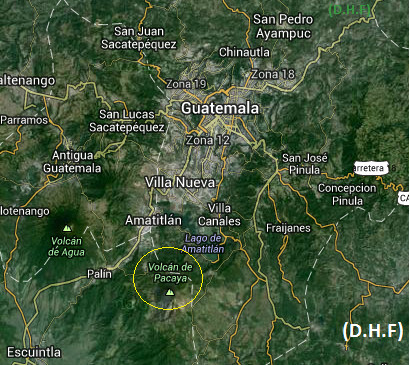 (D.H.F)
San Pedro
Ayampuc
San Juan
Sacatepéquez
Chinautla
Zona 18
Zona 19
altenango
Guatemala
San Lucas
Sacatepéquez
Parramos
Zona 12
Antigua
Guatemala
San José
Pinula
arretera
Villa Nueva
Concepcion
Pinula
CA
lotenango
Amatitlán
Villa
Canales
Fraijanes
Volcán
de Agua
Lago de
Amatitlán
Palín
Volcán de
Pacaya
(D.H.F)
Escuintla